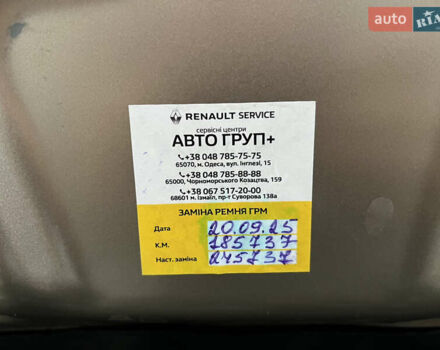 auto RIA
RENAULT SERVICE
сервісні центри
АВТО ГРУП+
+38 048 785-75-75
65070, м. Одеса, вул. Інглезі, 15
+38 048 785-88-88
65000, Чорноморського Козацтва, 159
+38 067 517-20-00
68601 м. Ізмаїл, пр-т Суворова 138а
ЗАМІНА РЕМНЯ ГРМ
Дата 20.09.25
К.М. 185737
Наст. заміна 245737